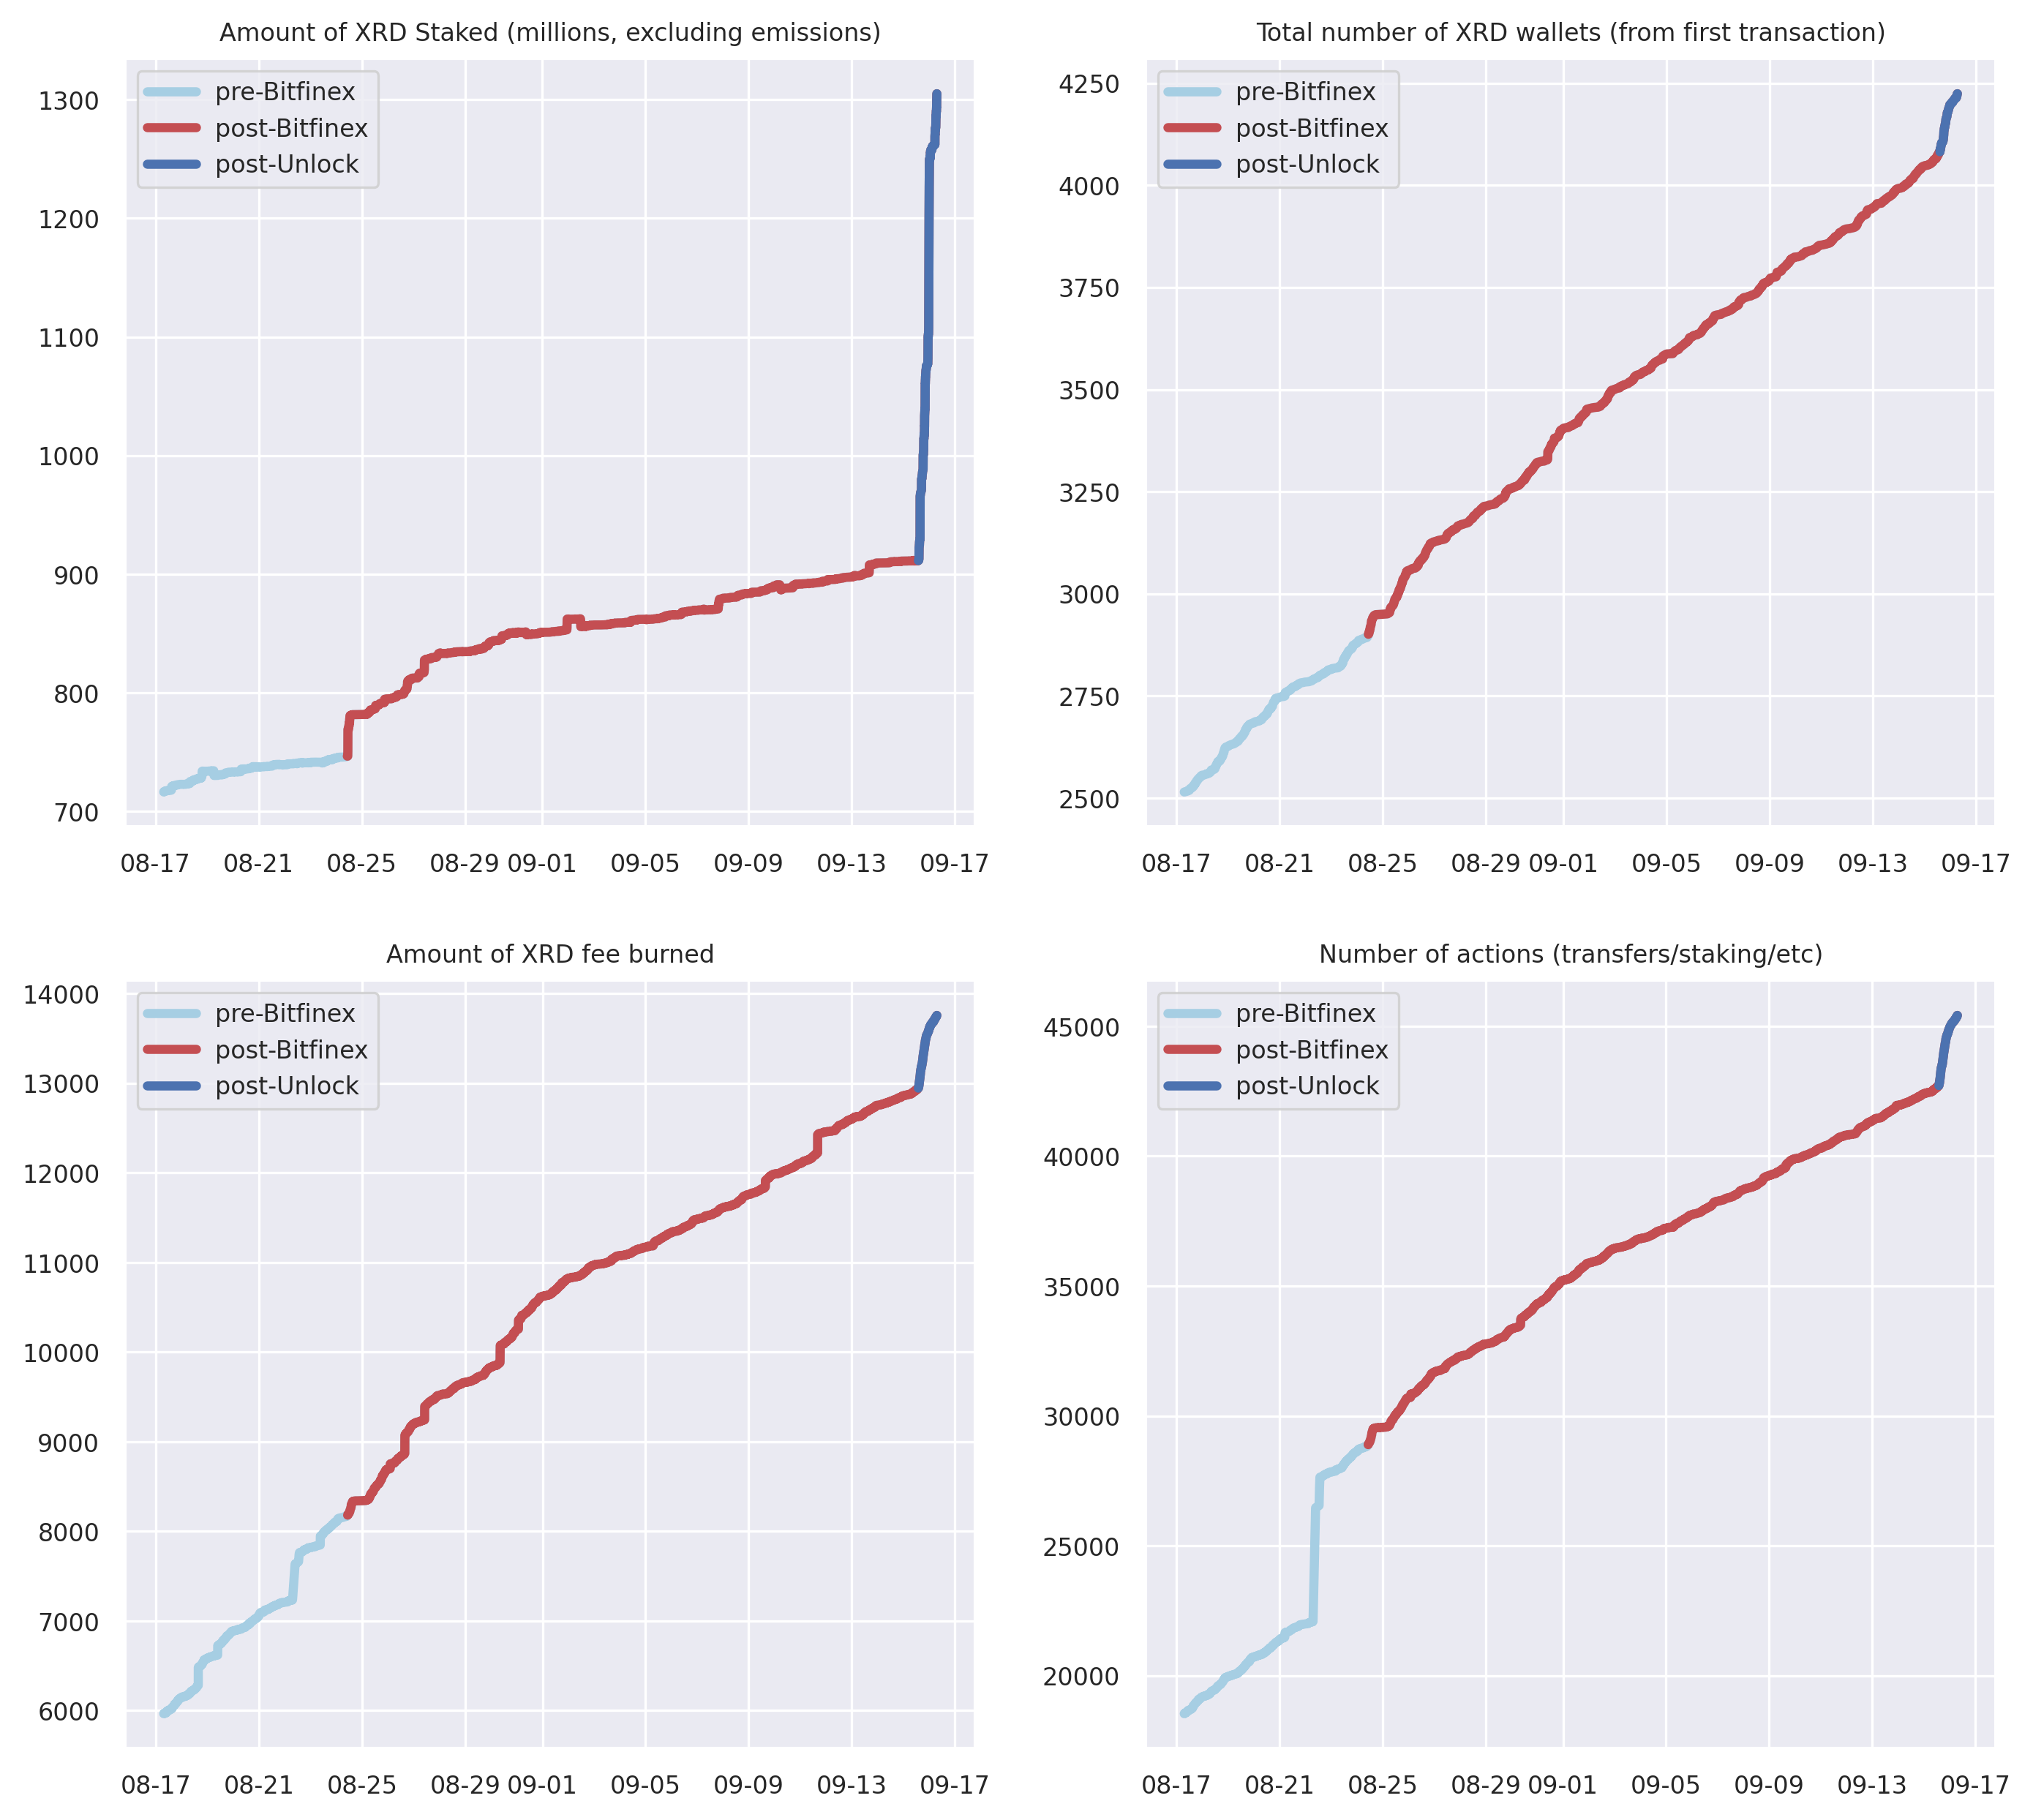 Amount of XRD Staked (millions, excluding emissions)
pre-Bitfinex
post-Bitfinex
post-Unlock
1300
1200
1100
1000
900
800
700
08-17 08-21 08-25 08-29 09-01 09-05 09-09 09-13 09-17
Total number of XRD wallets (from first transaction)
pre-Bitfinex
post-Bitfinex
post-Unlock
4250
4000
3750
3500
3250
3000
2750
2500
08-17 08-21 08-25 08-29 09-01 09-05 09-09 09-13 09-17
Amount of XRD fee burned
pre-Bitfinex
post-Bitfinex
post-Unlock
14000
13000
12000
11000
10000
9000
8000
7000
6000
08-17 08-21 08-25 08-29 09-01 09-05 09-09 09-13 09-17
Number of actions (transfers/staking/etc)
pre-Bitfinex
post-Bitfinex
post-Unlock
45000
40000
35000
30000
25000
20000
08-17 08-21 08-25 08-29 09-01 09-05 09-09 09-13 09-17